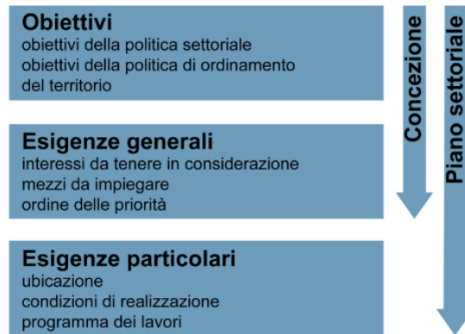 Obiettivi
obiettivi della politica settoriale
obiettivi della politica di ordinamento
del territorio
Esigenze generali
interessi da tenere in considerazione
mezzi da impiegare
ordine delle priorità
Esigenze particolari
ubicazione
condizioni di realizzazione
programma dei lavori
Concezione
Piano settoriale